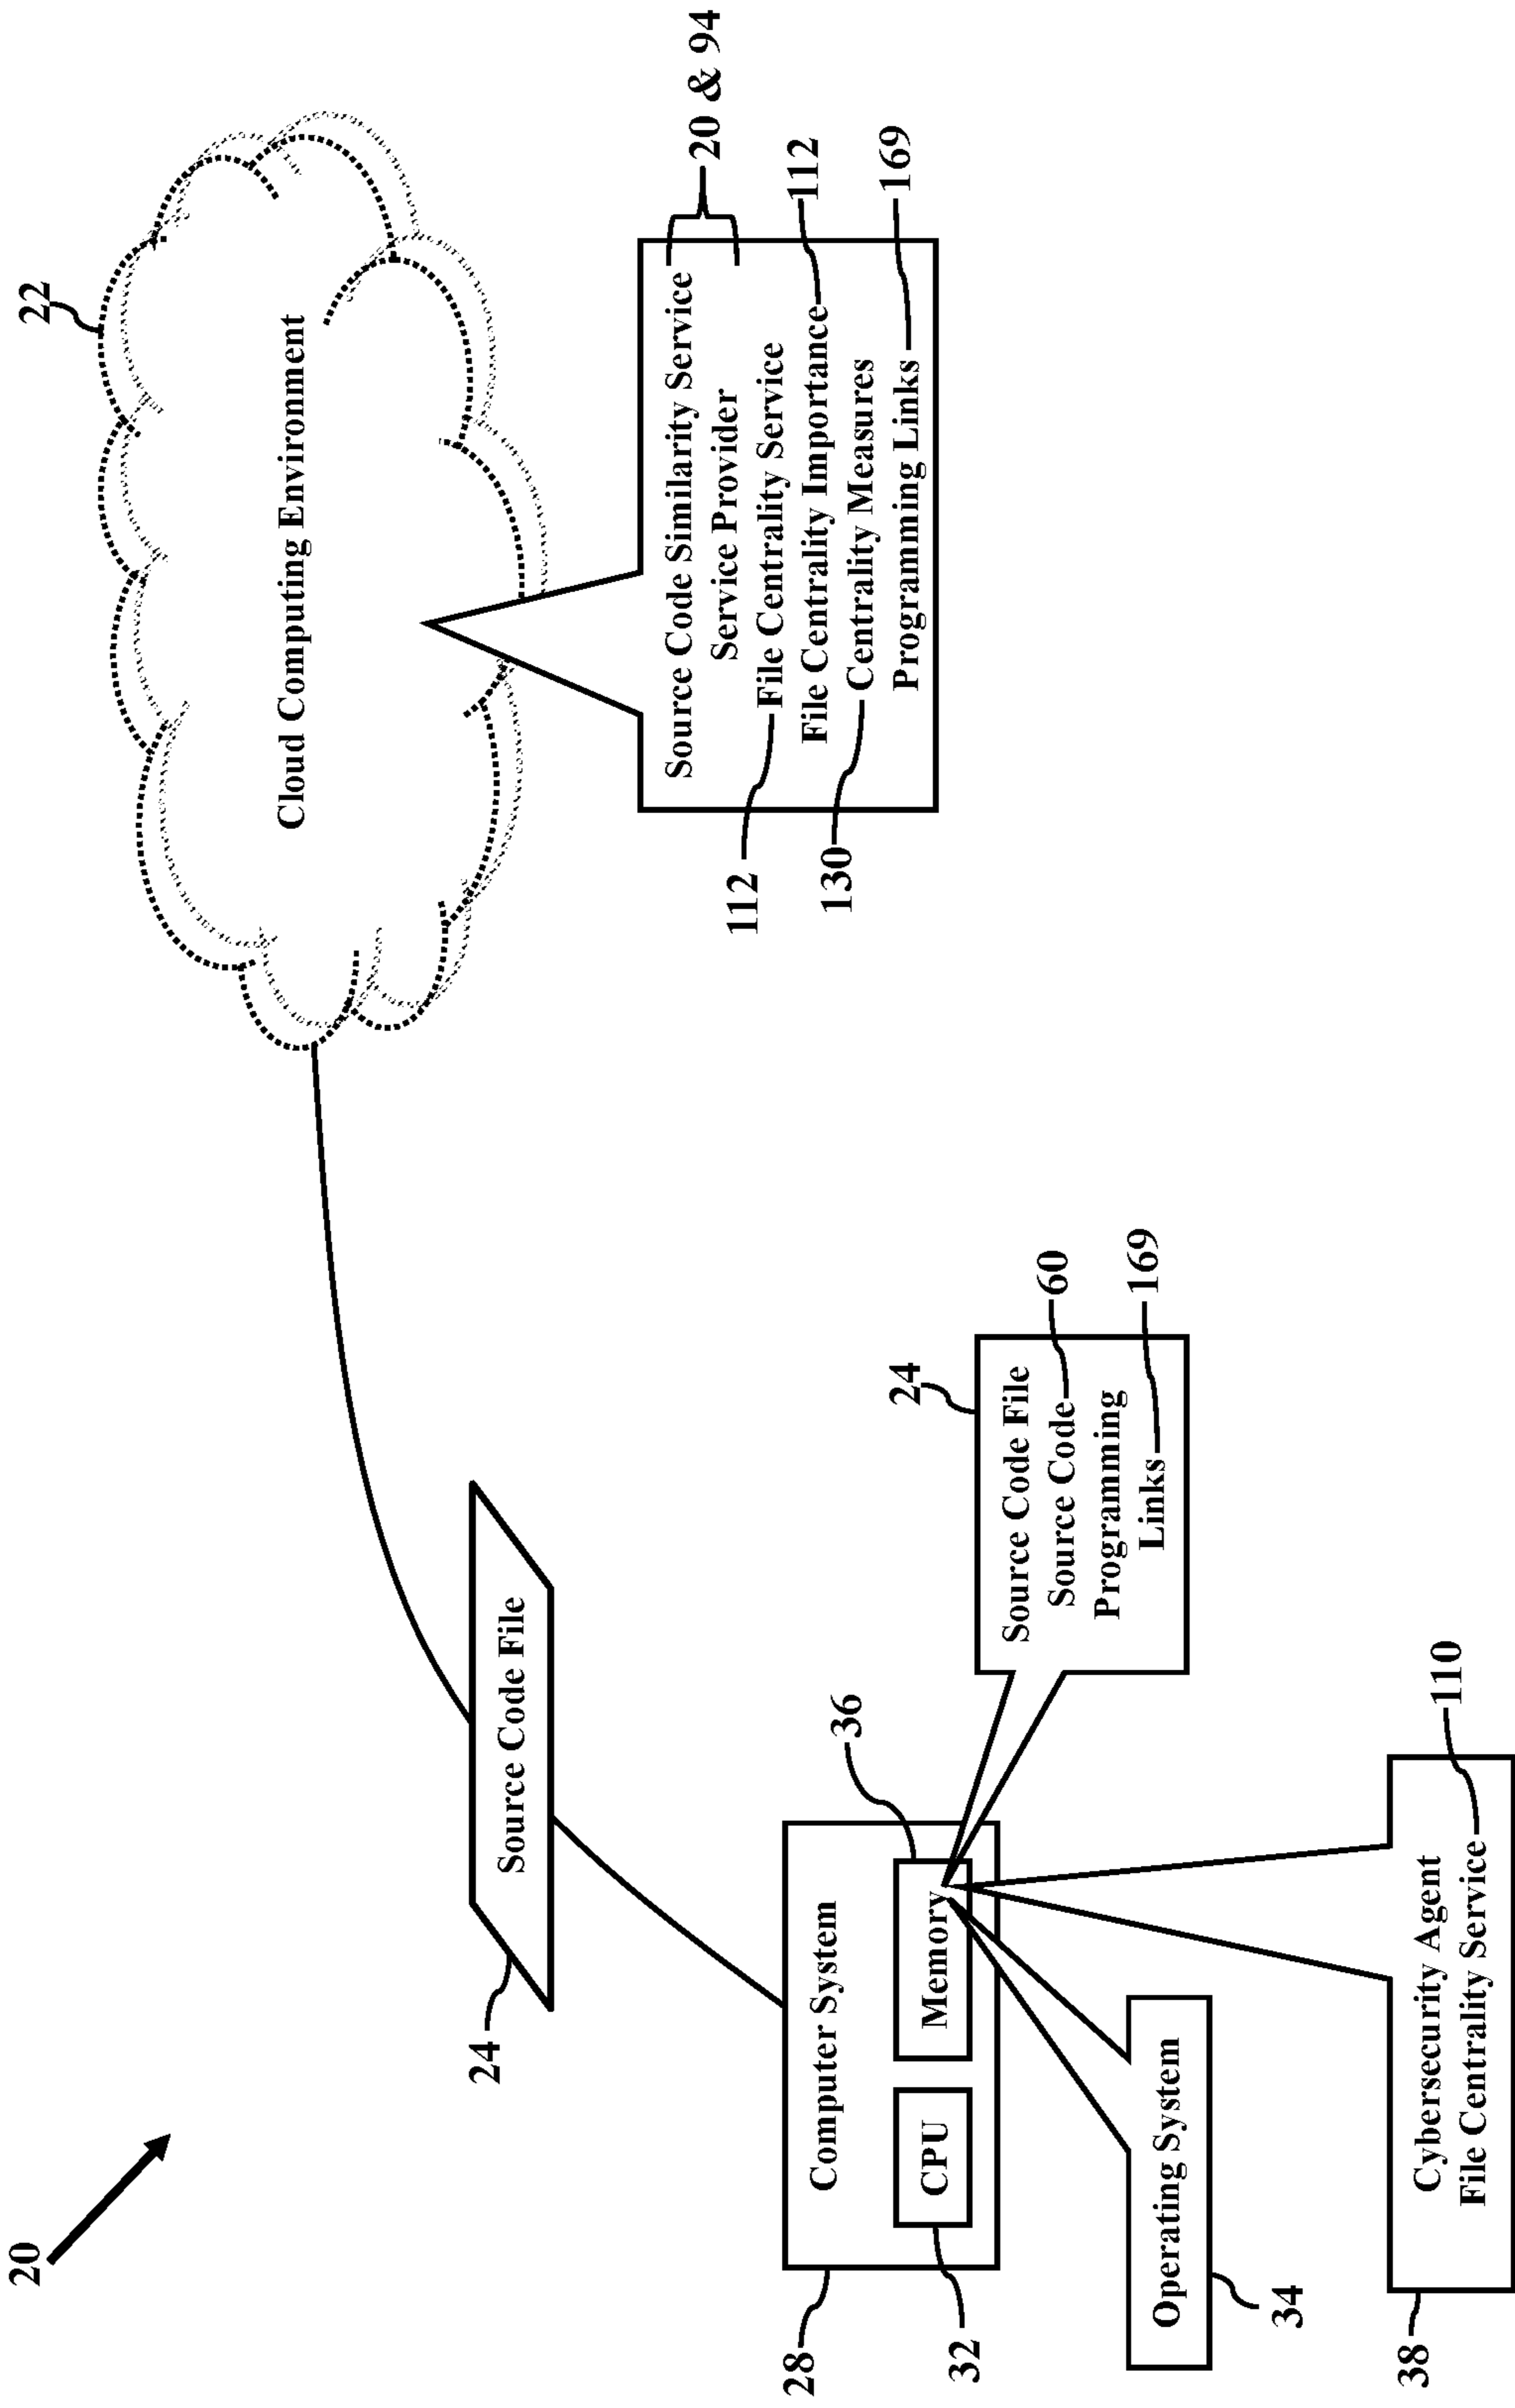 20
22
Cloud Computing Environment
Source Code Similarity Service
Service Provider
20 & 94
112
File Centrality Service
File Centrality Importance
112
130
Centrality Measures
Programming Links
169
24
Source Code File
28
Computer System
32
CPU
Memory
36
24
Source Code File
Source Code
60
Programming
Links
169
Operating System
34
38
Cybersecurity Agent
File Centrality Service
110